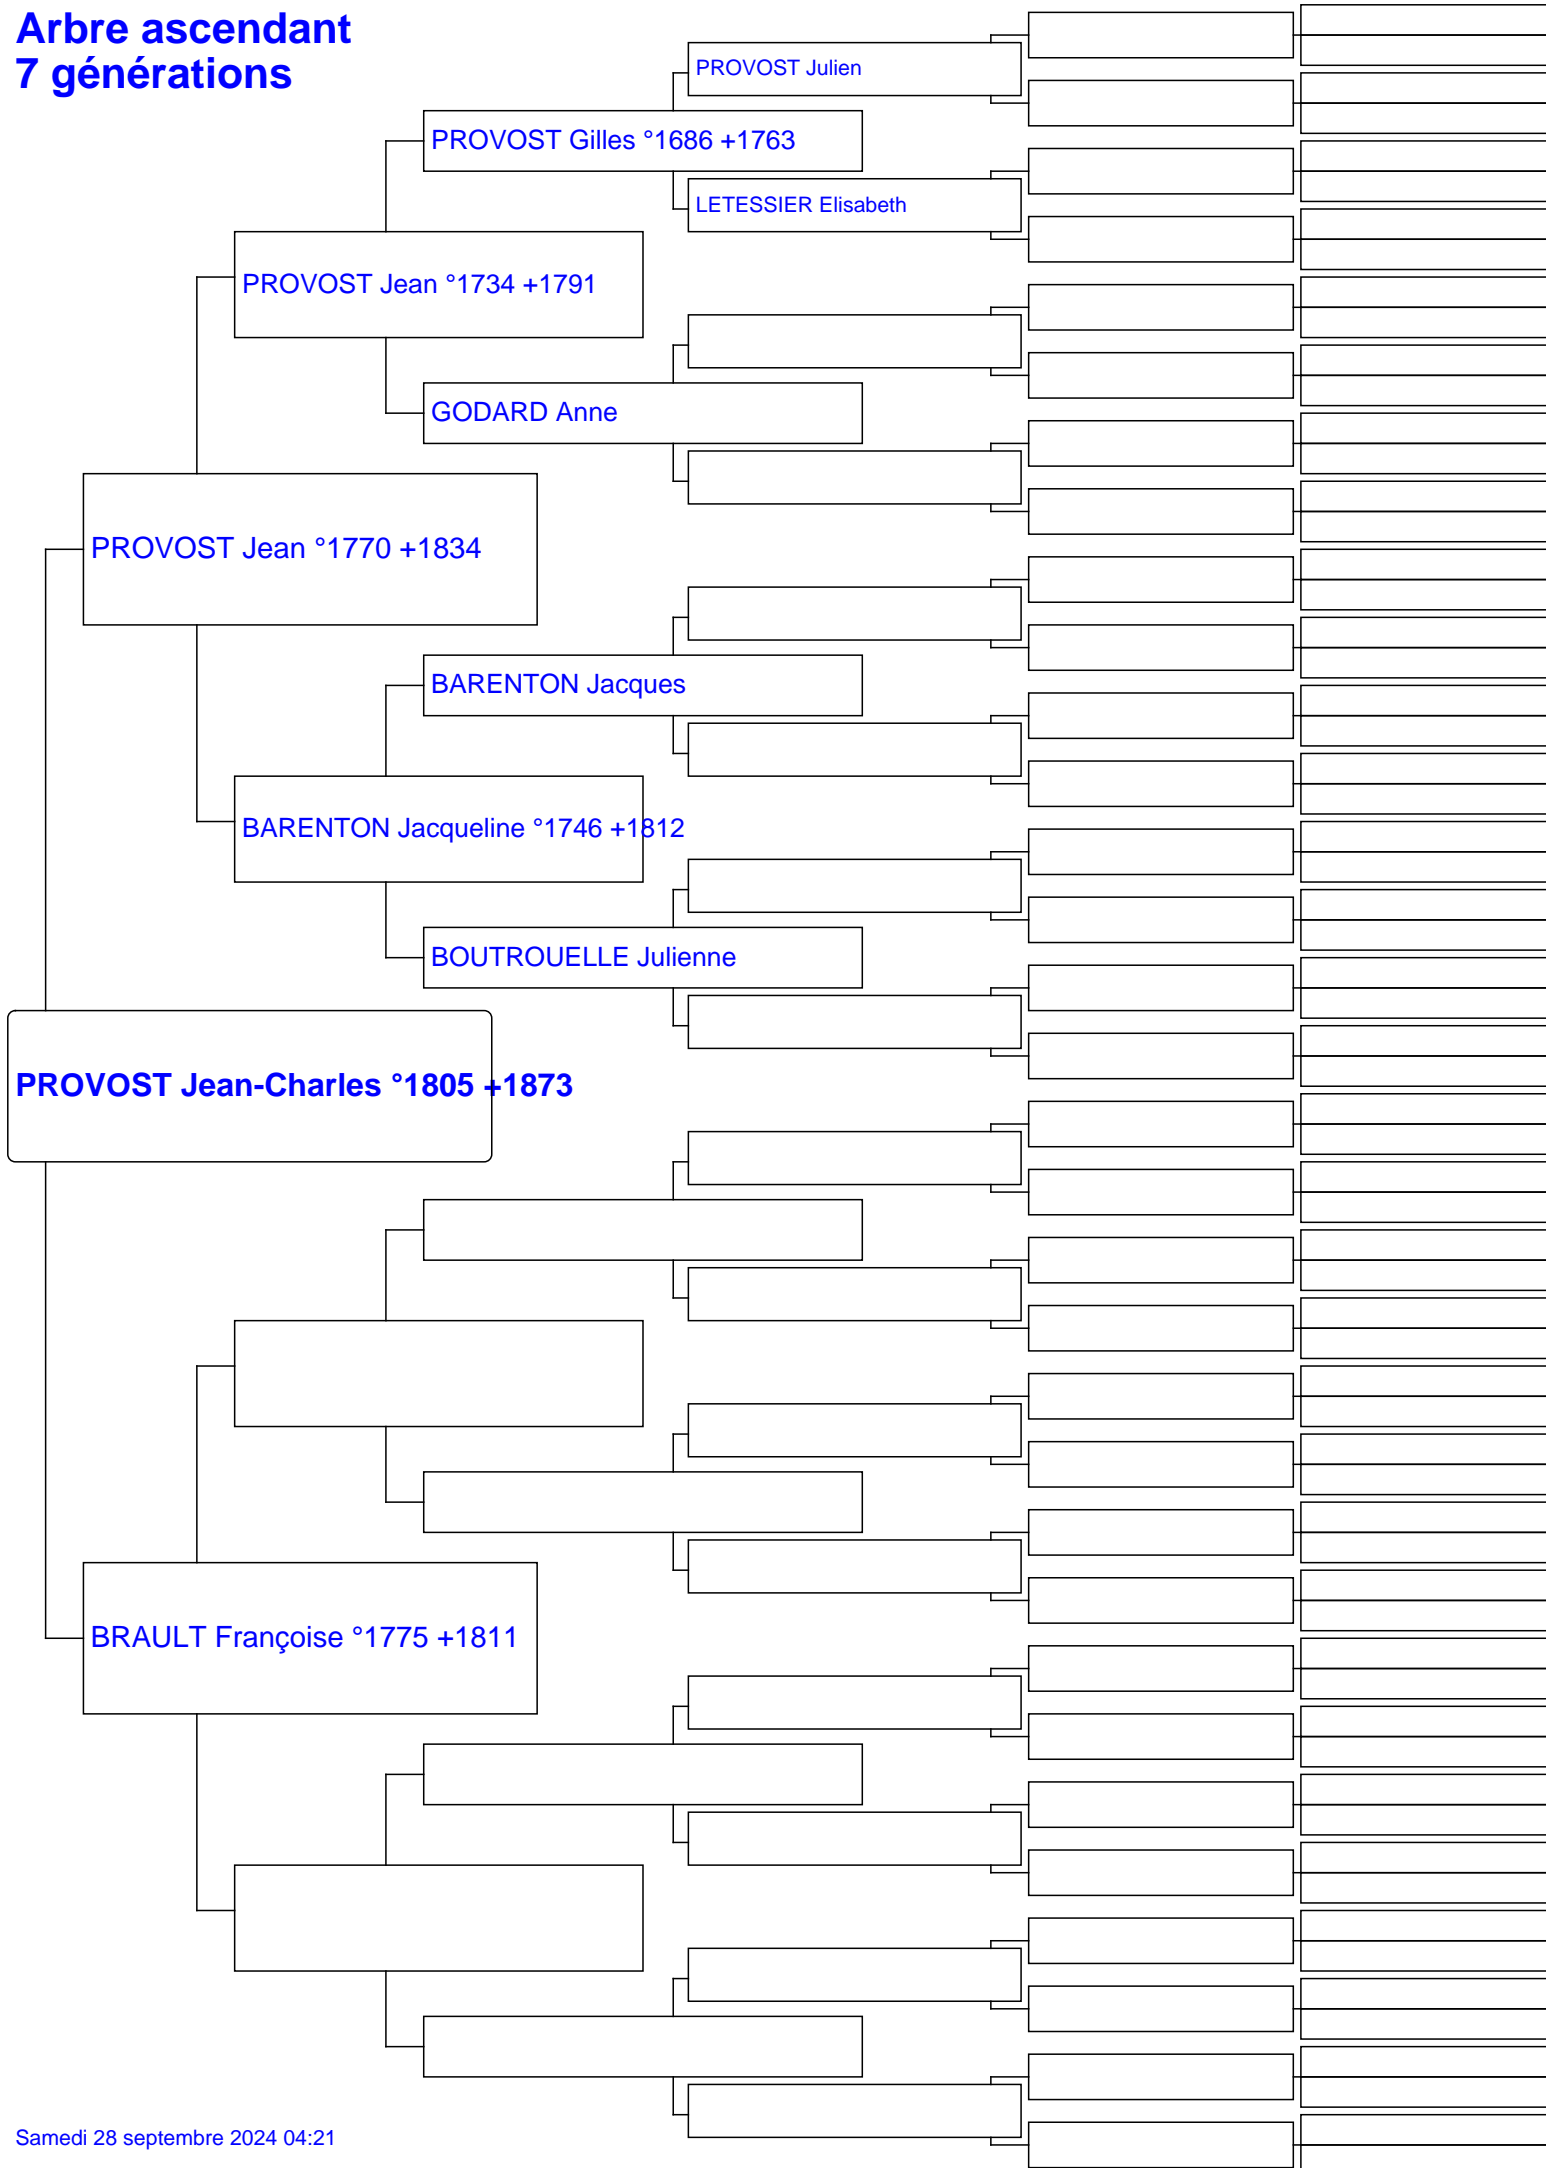 Arbre ascendant
7 générations
PROVOST Julien
PROVOST Gilles °1686 +1763
LETESSIER Elisabeth
PROVOST Jean °1734 +1791
GODARD Anne
PROVOST Jean °1770 +1834
BARENTON Jacques
BARENTON Jacqueline °1746 +1812
BOUTROUELLE Julienne
PROVOST Jean-Charles °1805 +1873
BRAULT Françoise °1775 +1811
Samedi 28 septembre 2024 04:21